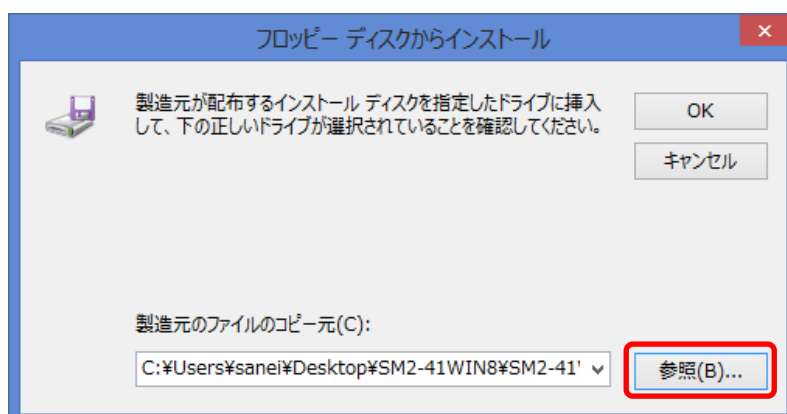 フロッピー ディスクからインストール
製造元が配布するインストール ディスクを指定したドライブに挿入
して、下の正しいドライブが選択されていることを確認してください。
OK
キャンセル
製造元のファイルのコピー元(C):
C:¥Users¥sanei¥Desktop¥SM2-41WIN8¥SM2-41
参照(B)...